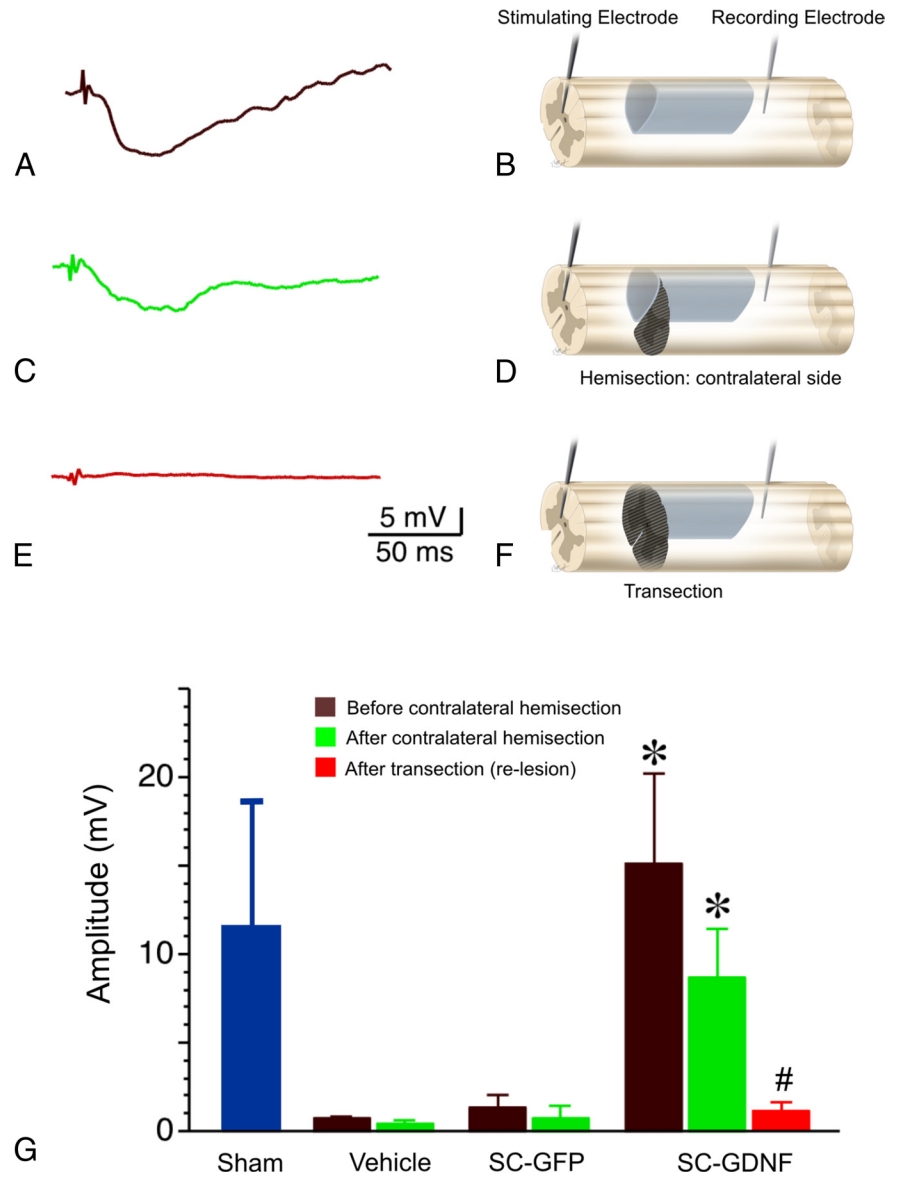 Stimulating Electrode
Recording Electrode
A
B
C
D
Hemisection: contralateral side
E
5 mV
50 ms
F
Transection
Before contralateral hemisection
After contralateral hemisection
After transection (re-lesion)
Amplitude (mV)
20
10
0
*
*
#
G
Sham
Vehicle
SC-GFP
SC-GDNF